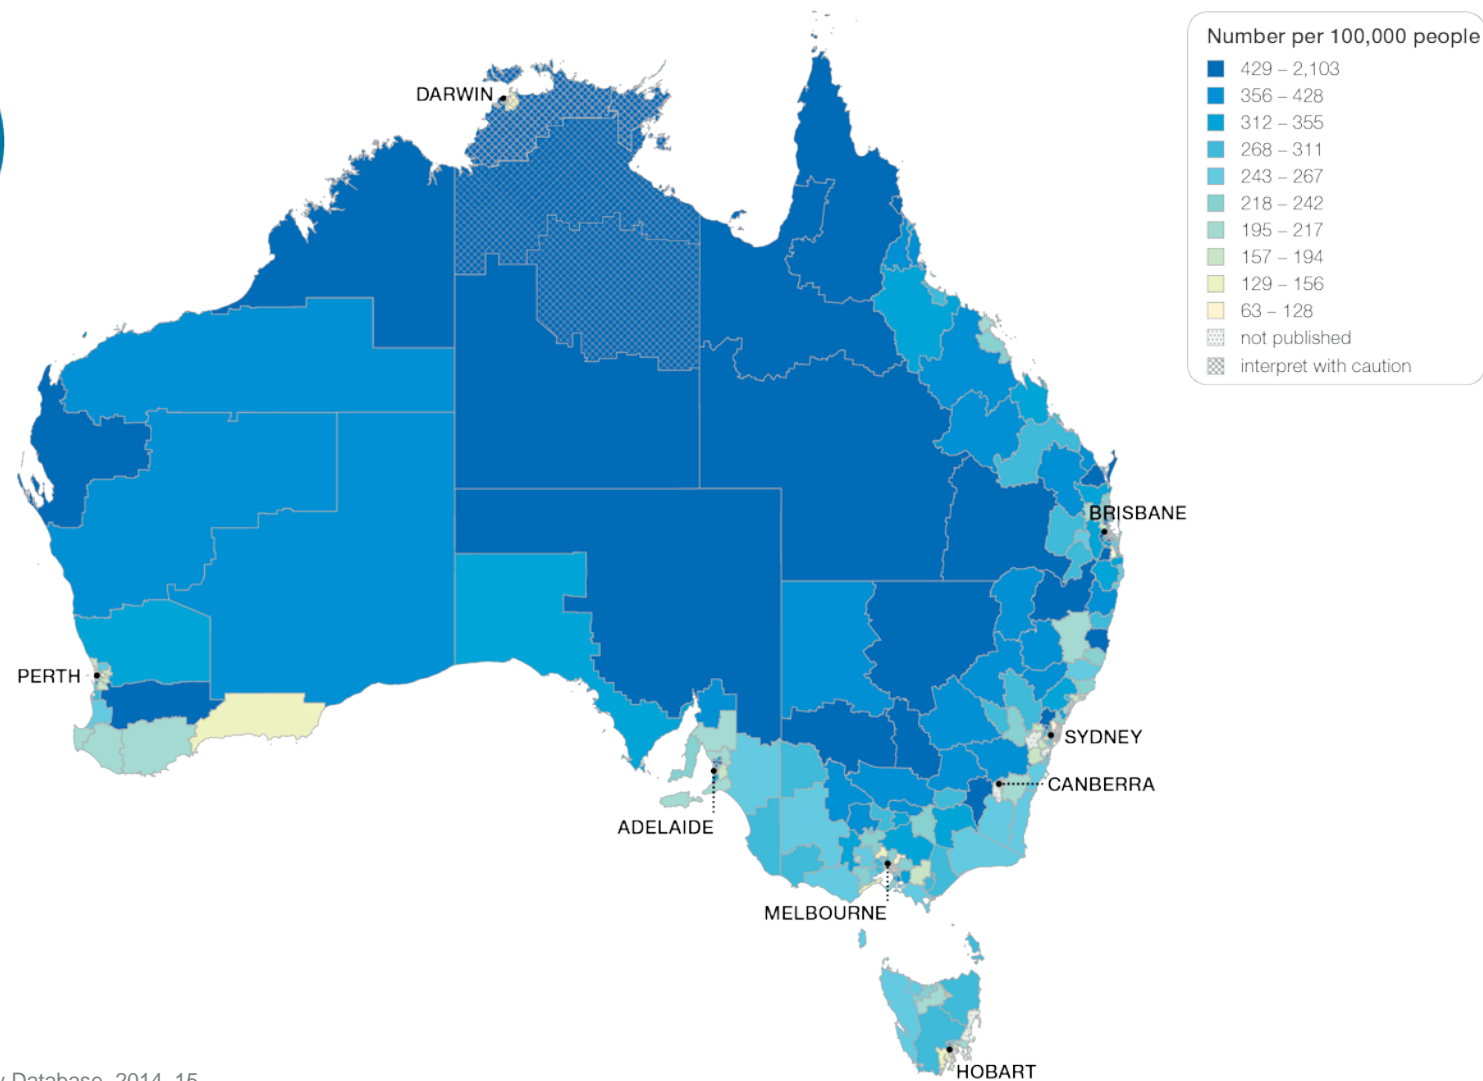 Number per 100,000 people
429 – 2,103
356 – 428
312 – 355
268 – 311
243 – 267
218 – 242
195 – 217
157 – 194
129 – 156
63 – 128
not published
interpret with caution
DARWIN
BRISBANE
PERTH
SYDNEY
CANBERRA
ADELAIDE
MELBOURNE
HOBART
Database, 2014–15